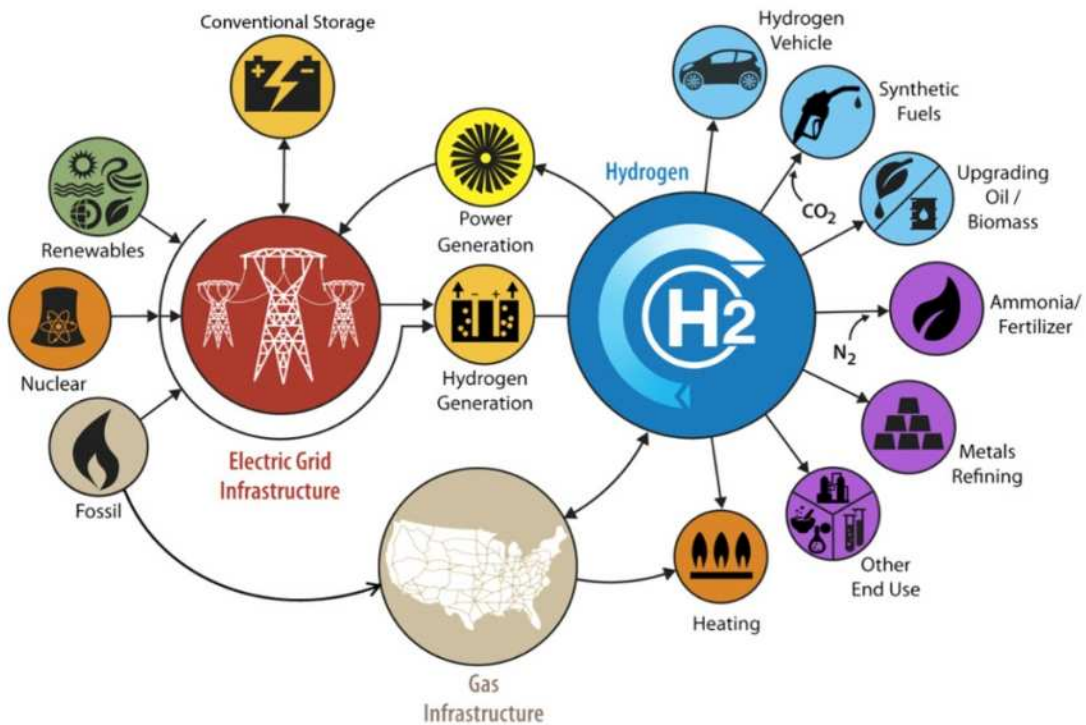 Conventional Storage
Hydrogen
Vehicle
Synthetic
Fuels
Upgrading
Oil /
Biomass
CO2
Renewables
Power
Generation
Hydrogen
H2
Ammonia/
Fertilizer
N2
Nuclear
Hydrogen
Generation
Electric Grid
Infrastructure
Metals
Refining
Fossil
Other
End Use
Heating
Gas
Infrastructure